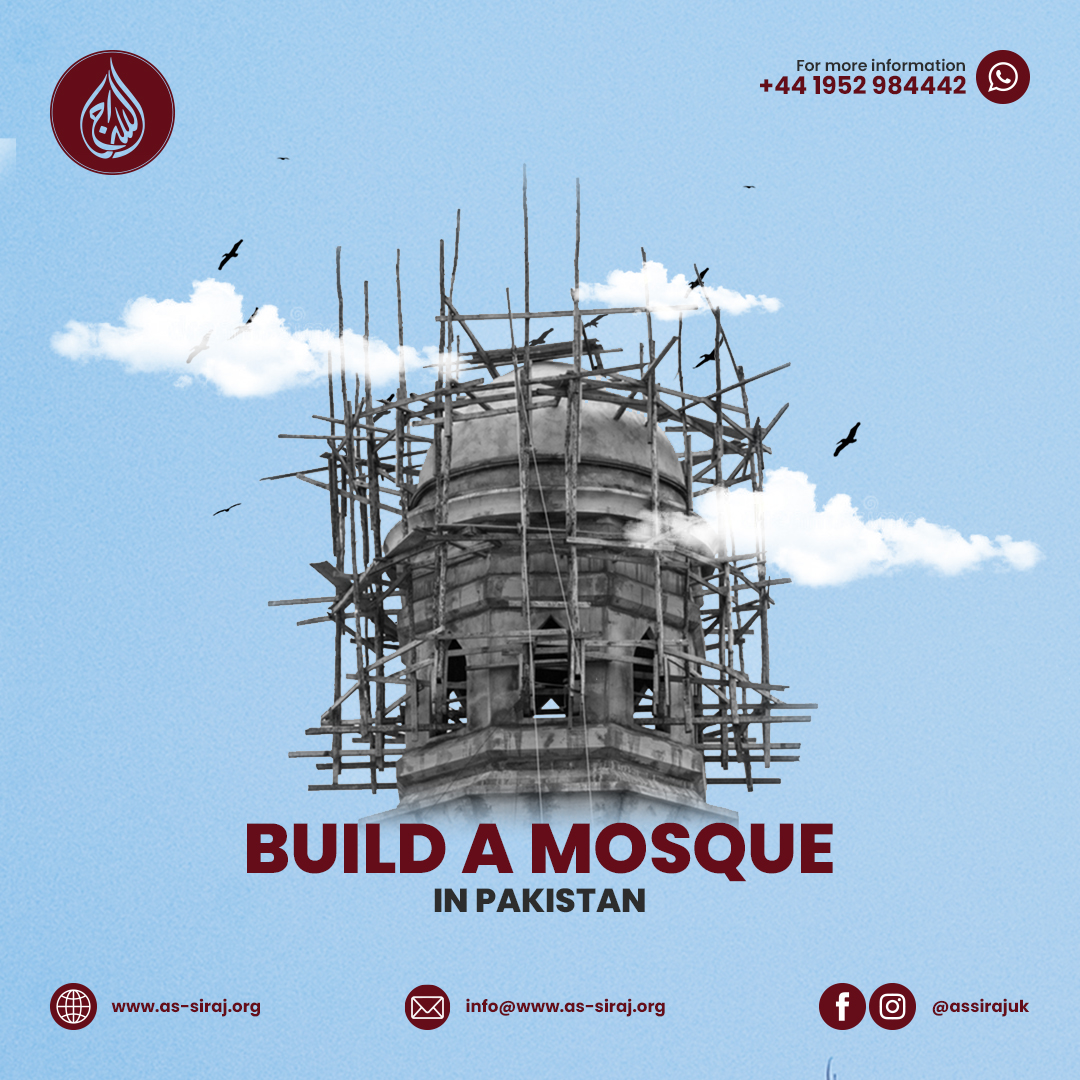 السراج
For more information
+44 1952 984442
BUILD A MOSQUE
IN PAKISTAN
www.as-siraj.org
info@www.as-siraj.org
@assirajuk